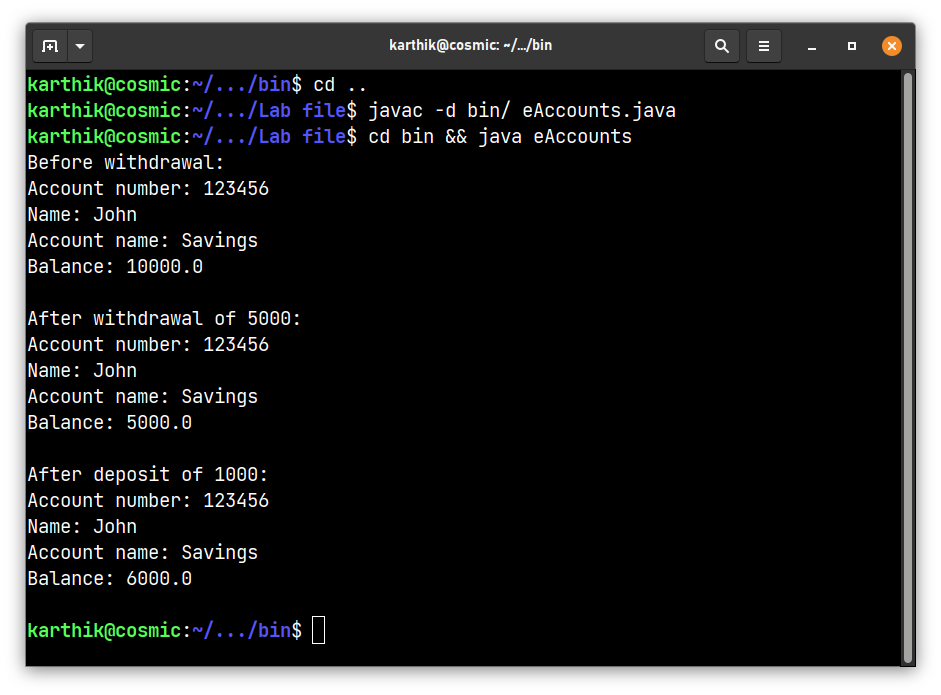 karthik@cosmic: ~/.../bin
karthik@cosmic:~/.../bin$ cd ..
karthik@cosmic:~/.../Lab file$ javac -d bin/ eAccounts.java
karthik@cosmic:~/.../Lab file$ cd bin && java eAccounts
Before withdrawal:
Account number: 123456
Name: John
Account name: Savings
Balance: 10000.0
After withdrawal of 5000:
Account number: 123456
Name: John
Account name: Savings
Balance: 5000.0
After deposit of 1000:
Account number: 123456
Name: John
Account name: Savings
Balance: 6000.0
karthik@cosmic:~/.../bin$